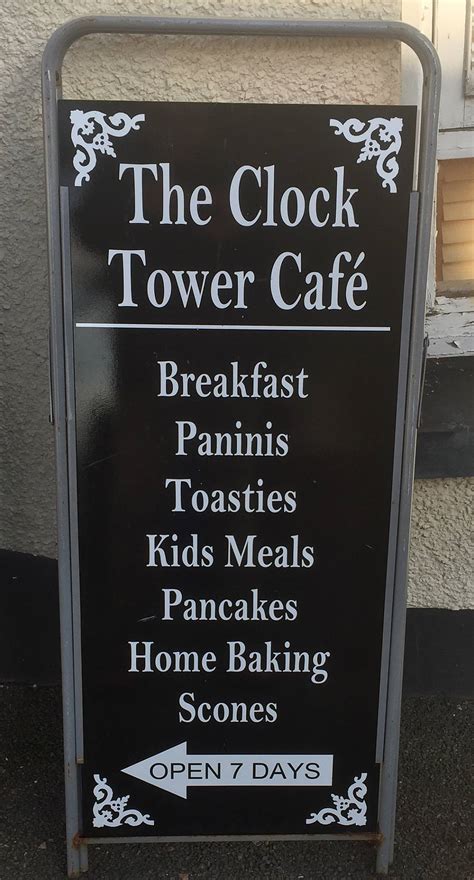 The Clock
Tower Café
Breakfast
Paninis
Toasties
Kids Meals
Pancakes
Home Baking
Scones
OPEN 7 DAYS